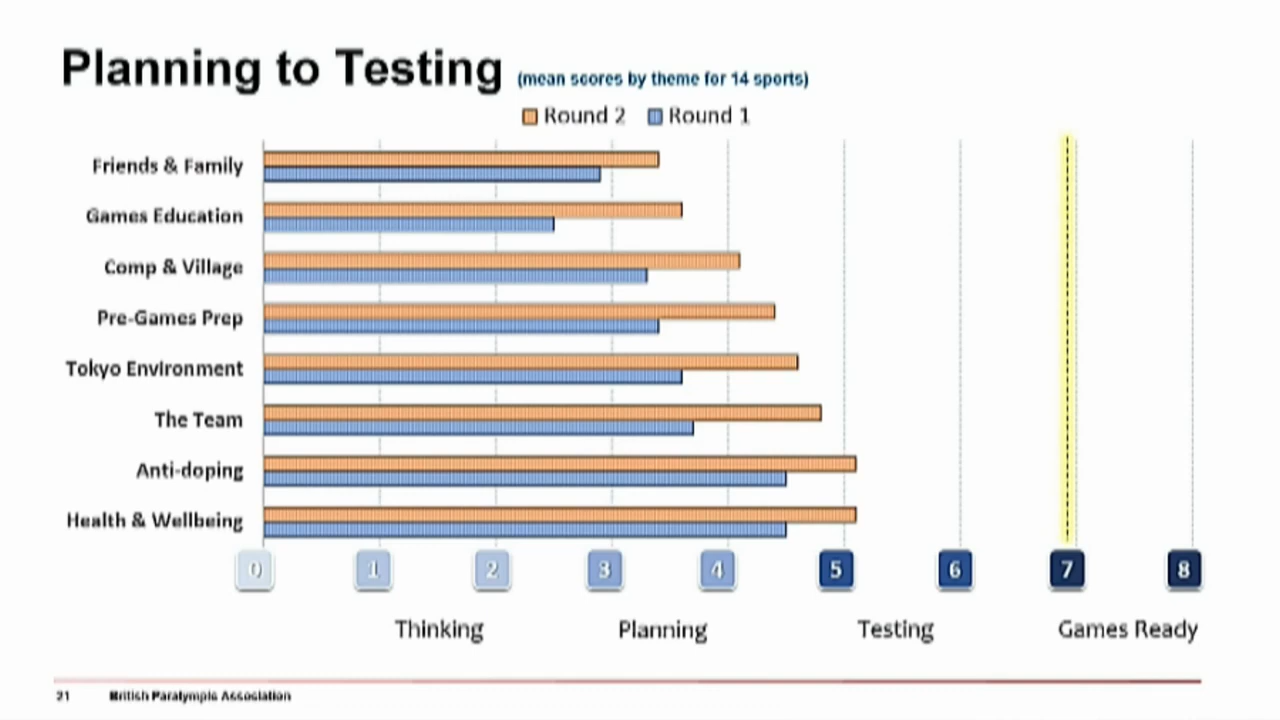 Planning to Testing (mean scores by theme for 14 sports)
Round 2 Round 1
Friends & Family
Games Education
Comp & Village
Pre-Games Prep
Tokyo Environment
The Team
Anti-doping
Health & Wellbeing
0 1 2 3 4 5 6 7 8
Thinking Planning Testing Games Ready
21 British Paralympic Association